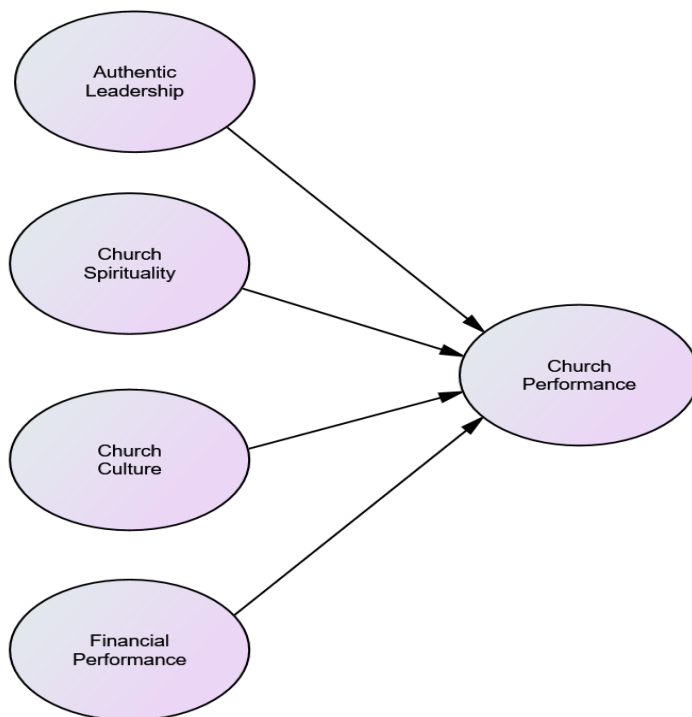 Authentic
Leadership
Church
Spirituality
Church
Performance
Church
Culture
Financial
Performance